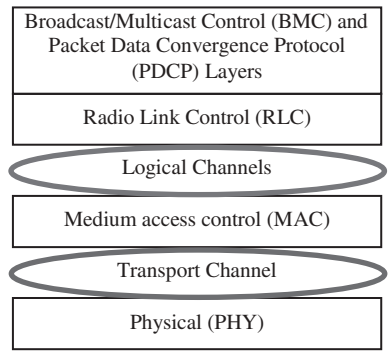 Broadcast/Multicast Control (BMC) and
Packet Data Convergence Protocol
(PDCP) Layers
Radio Link Control (RLC)
Logical Channels
Medium access control (MAC)
Transport Channel
Physical (PHY)